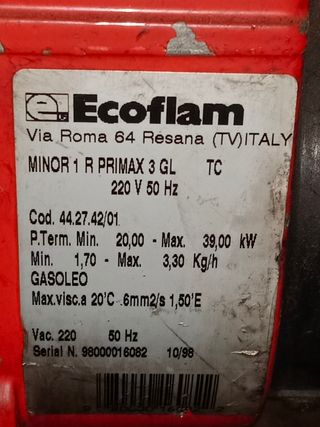 e Ecoflam
Via Roma 64 Resana (TV) ITALY
MINOR 1 R PRIMAX 3 GL TC
220 V 50 Hz
Cod. 44.27.42/01
P.Term. Min. 20,00 - Max. 39,00 kW
Min. 1,70 - Max. 3,30 Kg/h
GASOLEO
Max.visc.a 20°C .6mm2/s 1,50°E
Vac. 220 50 Hz
Serial N. 98000016082 10/98